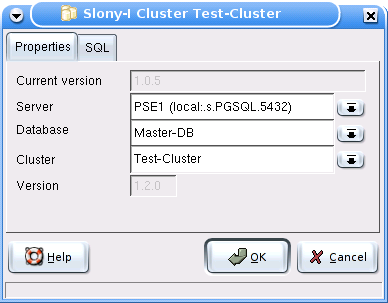 Slony-I Cluster Test-Cluster
Properties SQL
Current version 1.0.5
Server PSE1 (local:.s.PGSQL.5432)
Database Master-DB
Cluster Test-Cluster
Version 1.2.0
Help OK Cancel